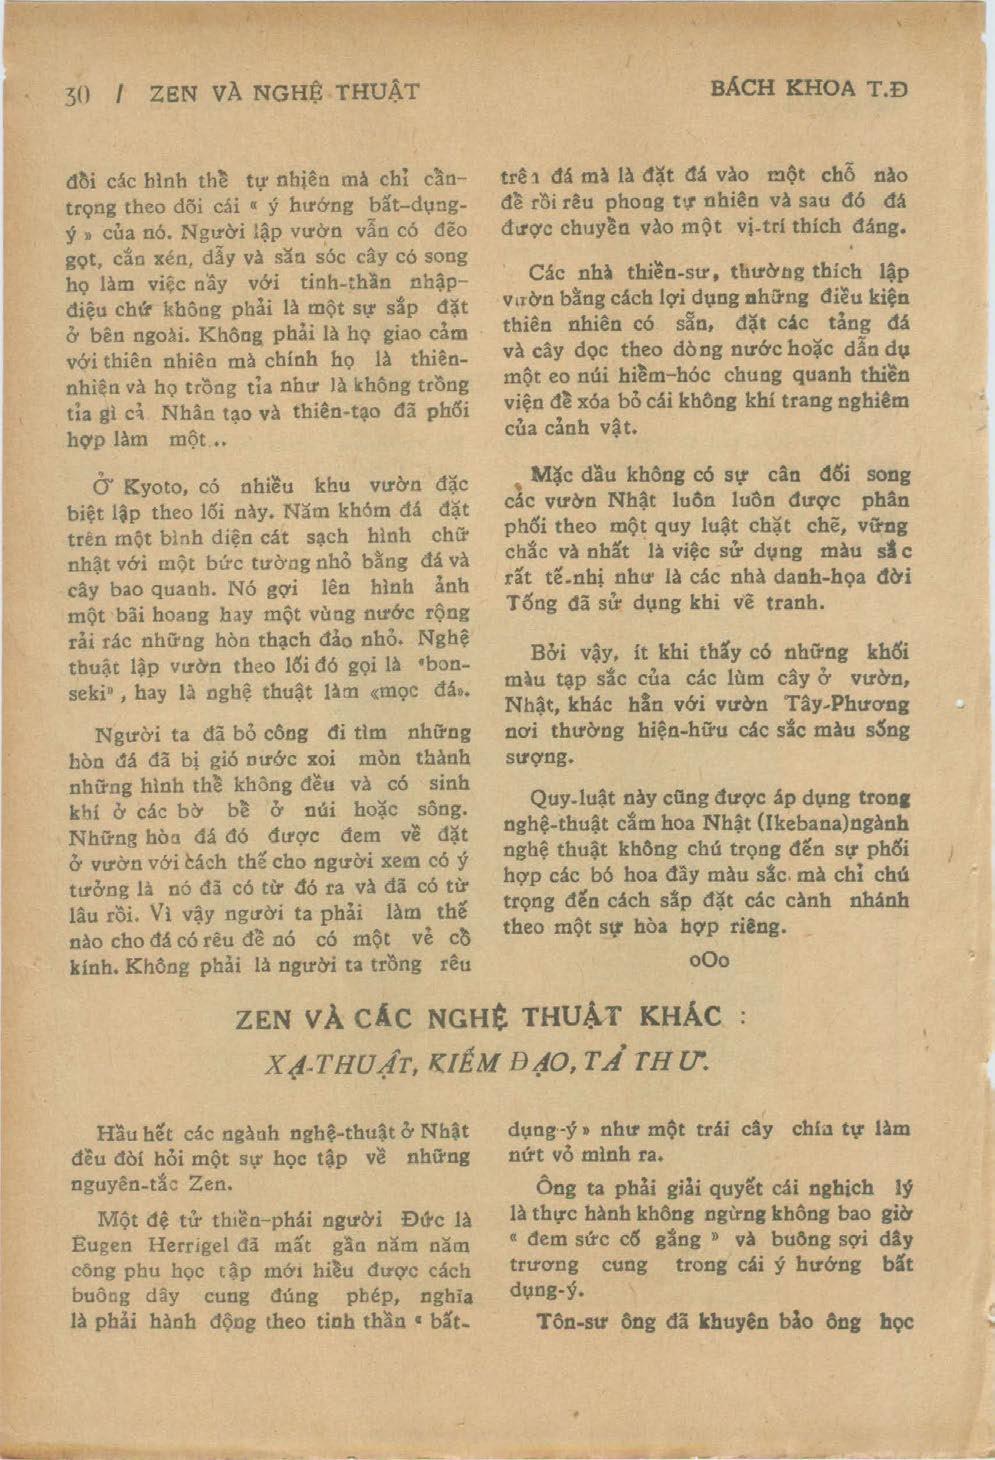 30 / ZEN VÀ NGHỆ THUẬT
BÁCH KHOA T.Đ
đổi các hình thể tự nhiên mà chỉ cần-
trọng theo dõi cái « ý hướng bất-dụng-
ý » của nó. Người lập vườn vẫn có đẽo
gọt, cắn xén, dẫy và săn sóc cây cỏ song
họ làm việc nầy với tinh-thần nhập-
điệu chứ không phải là một sự sắp đặt
ở bên ngoài. Không phải là họ giao cảm
với thiên nhiên mà chính họ là thiên-
nhiên và họ trồng tỉa như là không trồng
tỉa gì cả. Nhân tạo và thiên-tạo đã phối
hợp làm một...
Ở Kyoto, có nhiều khu vườn đặc
biệt lập theo lối này. Năm khóm đá đặt
trên một bình diện cát sạch hình chữ
nhật với một bức tường nhỏ bằng đá và
cây bao quanh. Nó gợi lên hình ảnh
một bãi hoang hay một vùng nước rộng
rải rác những hòn thạch đảo nhỏ. Nghệ
thuật lập vườn theo lối đó gọi là "bon-
seki", hay là nghệ thuật làm «mọc đá».
Người ta đã bỏ công đi tìm những
hòn đá đã bị gió nước xoi mòn thành
những hình thể không đều và có sinh
khí ở các bờ bể ở núi hoặc sông.
Những hòn đá đó được đem về đặt
ở vườn với cách thế cho người xem có ý
tưởng là nó đã có từ đó ra và đã có từ
lâu rồi. Vì vậy người ta phải làm thế
nào cho đá có rêu để nó có một vẻ cổ
kính. Không phải là người ta trồng rêu
trên đá mà là đặt đá vào một chỗ nào
để rồi rêu phong tự nhiên và sau đó đá
được chuyển vào một vị-trí thích đáng.
Các nhà thiền-sư, thường thích lập
vườn bằng cách lợi dụng những điều kiện
thiên nhiên có sẵn, đặt các tảng đá
và cây dọc theo dòng nước hoặc dẫn dụ
một eo núi hiểm-hóc chung quanh thiền
viện để xóa bỏ cái không khí trang nghiêm
của cảnh vật.
Mặc dầu không có sự cân đối song
các vườn Nhật luôn luôn được phân
phối theo một quy luật chặt chẽ, vững
chắc và nhất là việc sử dụng màu sắc
rất tế-nhị như là các nhà danh-họa đời
Tống đã sử dụng khi vẽ tranh.
Bởi vậy, ít khi thấy có những khối
màu tạp sắc của các lùm cây ở vườn,
Nhật, khác hẳn với vườn Tây-Phương
nơi thường hiện-hữu các sắc màu sống
sượng.
Quy-luật này cũng được áp dụng trong
nghệ-thuật cắm hoa Nhật (Ikebana)ngành
nghệ thuật không chú trọng đến sự phối
hợp các bó hoa đầy màu sắc. mà chỉ chú
trọng đến cách sắp đặt các cành nhánh
theo một sự hòa hợp riêng.
oOo
ZEN VÀ CÁC NGHỆ THUẬT KHÁC :
XẠ-THUẬT, KIẾM ĐẠO, TẢ THƯ.
Hầu hết các ngành nghệ-thuật ở Nhật
đều đòi hỏi một sự học tập về những
nguyên-tắc Zen.
Một đệ tử thiền-phái người Đức là
Eugen Herrigel đã mất gần năm năm
công phu học tập mới hiểu được cách
buông dây cung đúng phép, nghĩa
là phải hành động theo tinh thần « bất-
dụng-ý » như một trái cây chín tự làm
nứt vỏ mình ra.
Ông ta phải giải quyết cái nghịch lý
là thực hành không ngừng không bao giờ
« đem sức cố gắng » và buông sợi dây
trương cung trong cái ý hướng bất
dụng-ý.
Tôn-sư ông đã khuyên bảo ông học